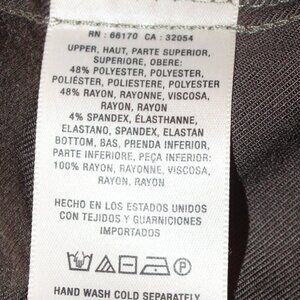 RN : 66170 CA : 32054
UPPER, HAUT, PARTE SUPERIOR,
SUPERIORE, OBERE:
48% POLYESTER, POLYESTER,
POLIÉSTERE, POLIESTERE, POLYESTER
48% RAYON, RAYONNE, VISCOSA,
RAYON, RAYON
4% SPANDEX, ÉLASTHANNE,
ELASTANO, SPANDEX, ELASTAN
BOTTOM, BAS, PRENDA INFERIOR,
PARTE INFERIORE, PEÇA INFERIOR:
100% RAYON, RAYONNE, VISCOSA,
RAYON, RAYON
HECHO EN LOS ESTADOS UNIDOS
CON TEJIDOS Y GUARNICIONES
IMPORTADOS
P
HAND WASH COLD SEPARATELY